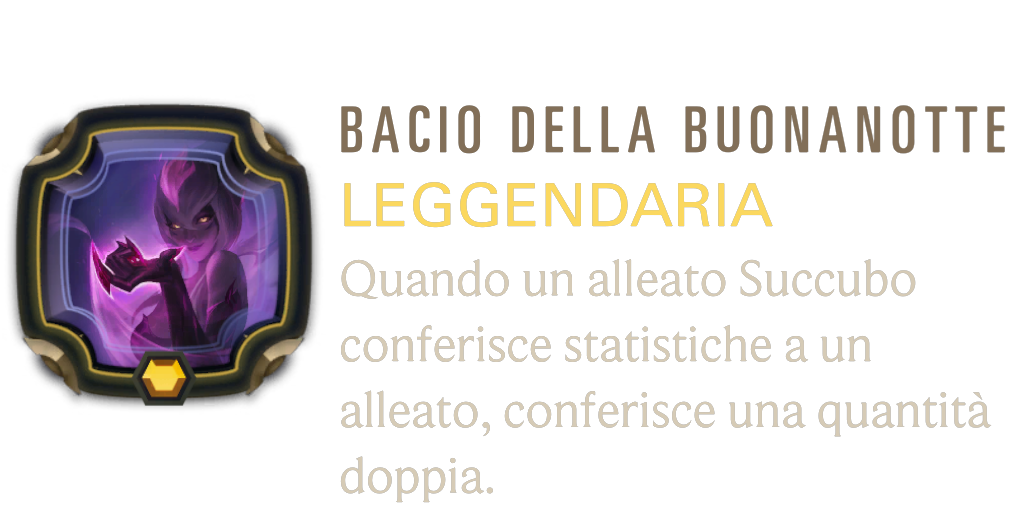 BACIO DELLA BUONANOTTE
LEGGENDARIA
Quando un alleato Succubo
conferisce statistiche a un
alleato, conferisce una quantità
doppia.